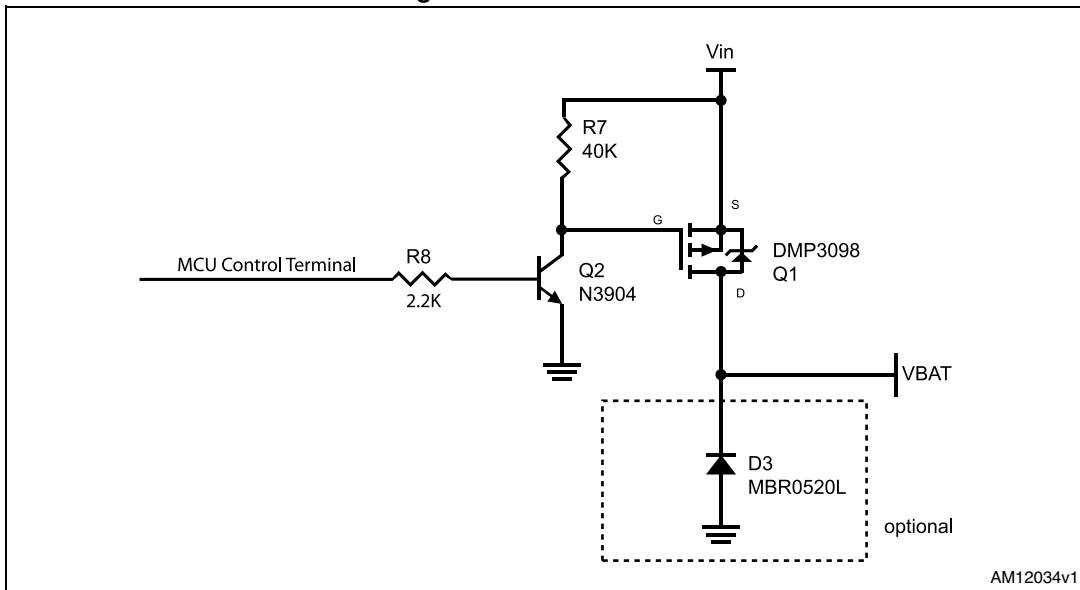 g
Vin
R7
40K
S
G
DMP3098
Q1
MCU Control Terminal
R8
2.2K
Q2
N3904
D
VBAT
D3
MBR0520L
optional
AM12034v1